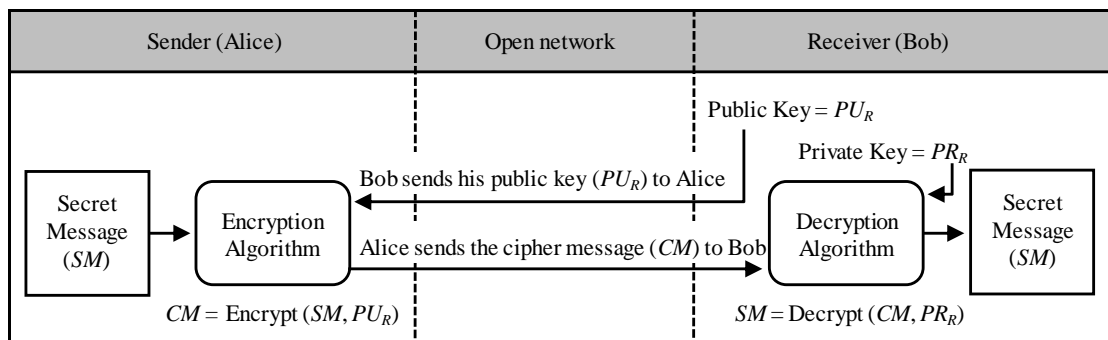 Sender (Alice)
Open network
Receiver (Bob)
Public Key = PU_R
Private Key = PR_R
Bob sends his public key (PU_R) to Alice
Secret
Message
(SM)
Encryption
Algorithm
Decryption
Algorithm
Secret
Message
(SM)
Alice sends the cipher message (CM) to Bob
CM = Encrypt (SM, PU_R)
SM = Decrypt (CM, PR_R)